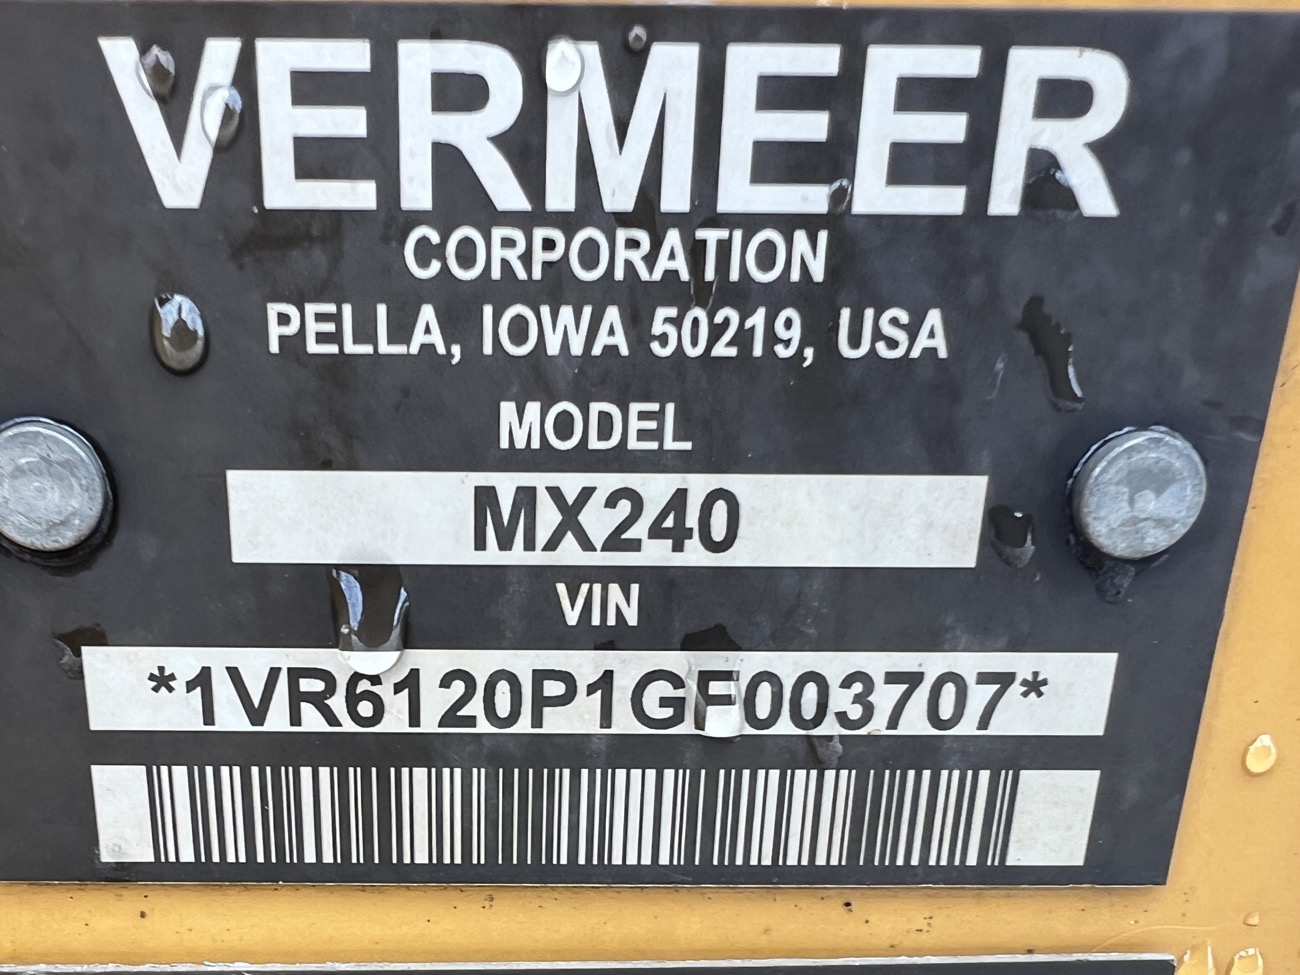 VERMEER
CORPORATION
PELLA, IOWA 50219, USA
MODEL
MX240
VIN
*1VR6120P1GF003707*